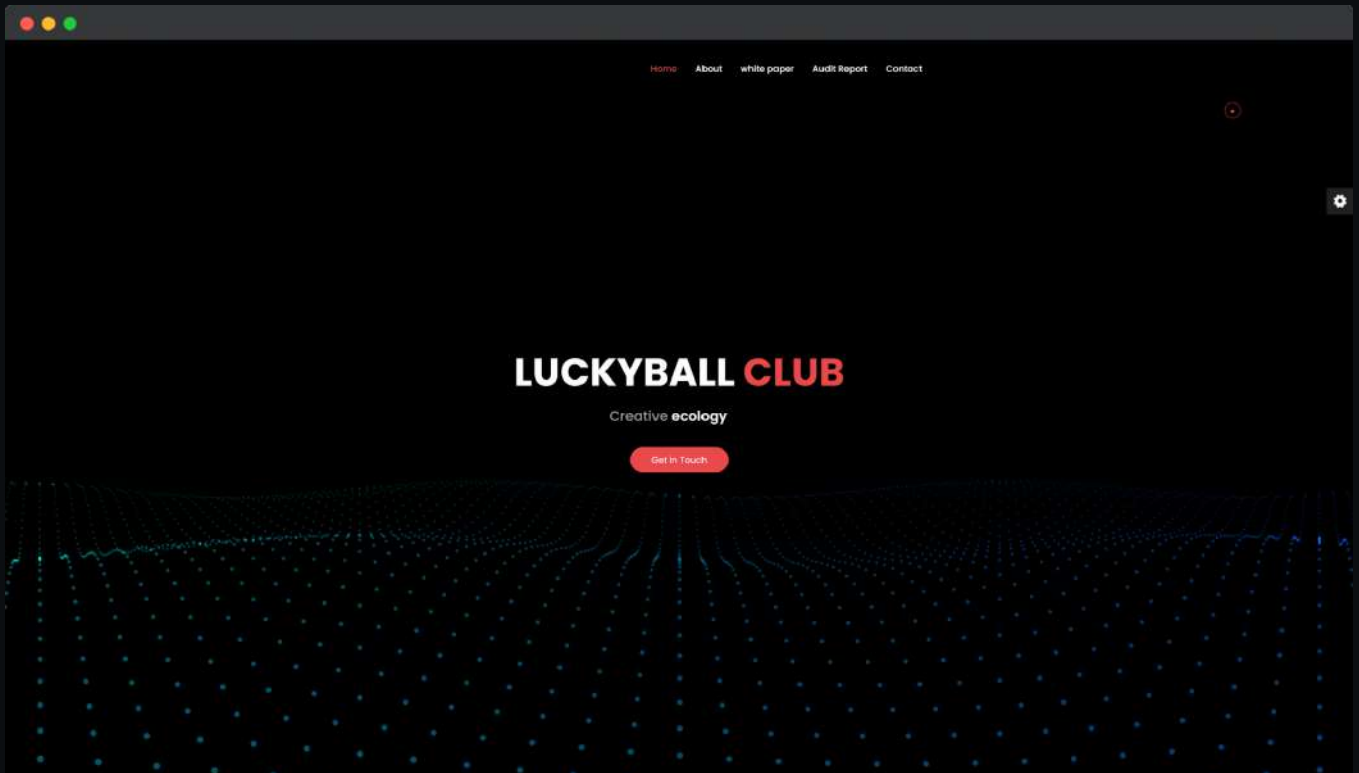 Home About white paper Audit Report Contact
LUCKYBALL CLUB
Creative ecology
Get in Touch